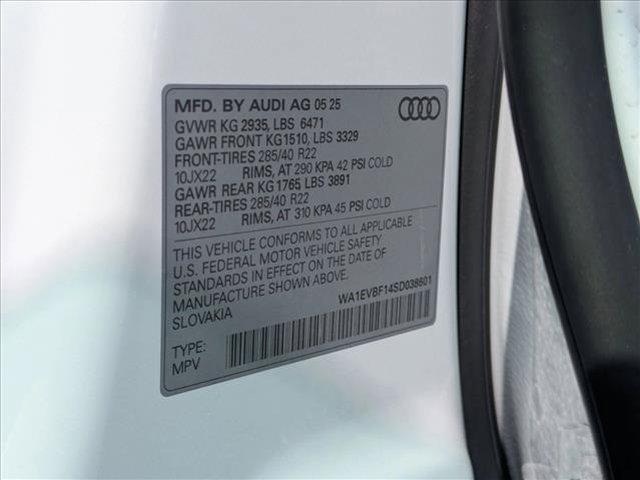 MFD. BY AUDI AG 05 25
GVWR KG 2935, LBS 6471
GAWR FRONT KG1510, LBS 3329
FRONT-TIRES 285/40 R22
10JX22 RIMS, AT 290 KPA 42 PSI COLD
GAWR REAR KG1765 LBS 3891
REAR-TIRES 285/40 R22
10JX22 RIMS, AT 310 KPA 45 PSI COLD
THIS VEHICLE CONFORMS TO ALL APPLICABLE
U.S. FEDERAL MOTOR VEHICLE SAFETY
STANDARDS IN EFFECT ON THE DATE OF
MANUFACTURE SHOWN ABOVE.
SLOVAKIA WA1EVBF14SD038601
TYPE:
MPV